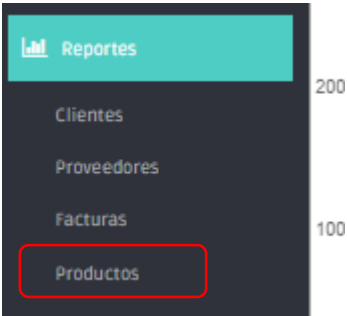 Reportes
200
Clientes
Proveedores
Facturas
100
Productos